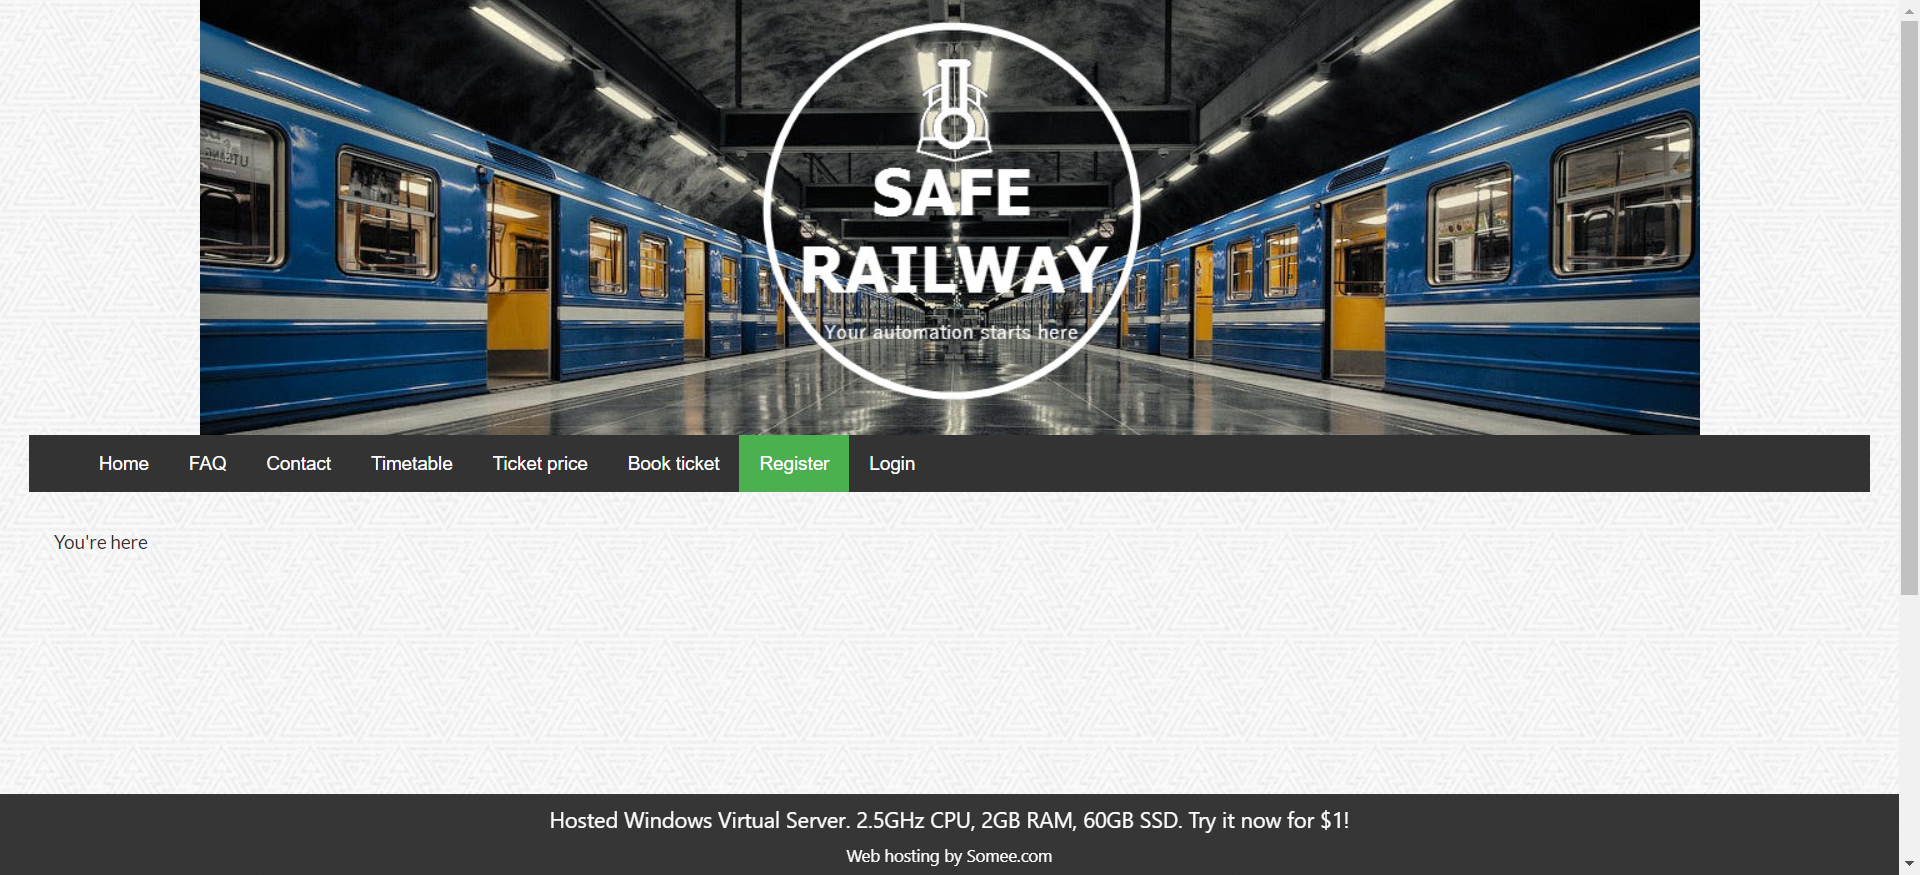 SAFE
RAILWAY
Your automation starts here
Home FAQ Contact Timetable Ticket price Book ticket Register Login
You're here
Hosted Windows Virtual Server. 2.5GHz CPU, 2GB RAM, 60GB SSD. Try it now for $1!
Web hosting by Somee.com